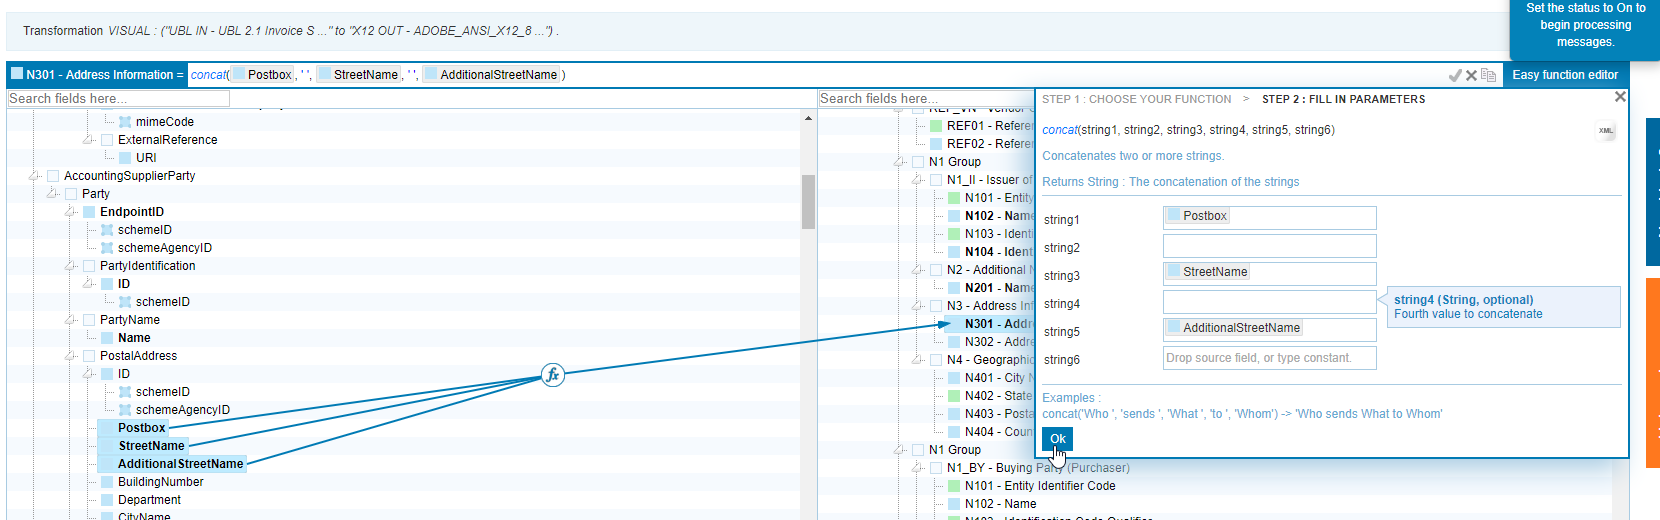 Set the status to On to
begin processing
messages.
Transformation VISUAL : ("UBL IN - UBL 2.1 Invoice S ..." to "X12 OUT - ADOBE_ANSI_X12_8 ...") .
N301 - Address Information = concat( Postbox , ' ', StreetName , ' ', AdditionalStreetName )
Easy function editor
Search fields here...
mimeCode
ExternalReference
URI
AccountingSupplierParty
Party
EndpointID
schemeID
schemeAgencyID
PartyIdentification
ID
schemeID
PartyName
Name
PostalAddress
ID
schemeID
schemeAgencyID
Postbox
StreetName
AdditionalStreetName
BuildingNumber
Department
CityName
fx
Search fields here...
REF_VN - Vendor
REF01 - Refere
REF02 - Refere
N1 Group
N1_II - Issuer of
N101 - Entity
N102 - Name
N103 - Identi
N104 - Ident
N2 - Additional N
N201 - Name
N3 - Address Inf
N301 - Addre
N302 - Addre
N4 - Geographic
N401 - City N
N402 - State
N403 - Posta
N404 - Coun
N1 Group
N1_BY - Buying Party (Purchaser)
N101 - Entity Identifier Code
N102 - Name
N103 - Identification Code Qualifier
STEP 1 : CHOOSE YOUR FUNCTION > STEP 2 : FILL IN PARAMETERS
concat(string1, string2, string3, string4, string5, string6)
XML
Concatenates two or more strings.
Returns String : The concatenation of the strings
string1 Postbox
string2
string3 StreetName
string4
string4 (String, optional)
Fourth value to concatenate
string5 AdditionalStreetName
string6 Drop source field, or type constant.
Examples :
concat('Who ', 'sends ', 'What ', 'to ', 'Whom') -> 'Who sends What to Whom'
Ok